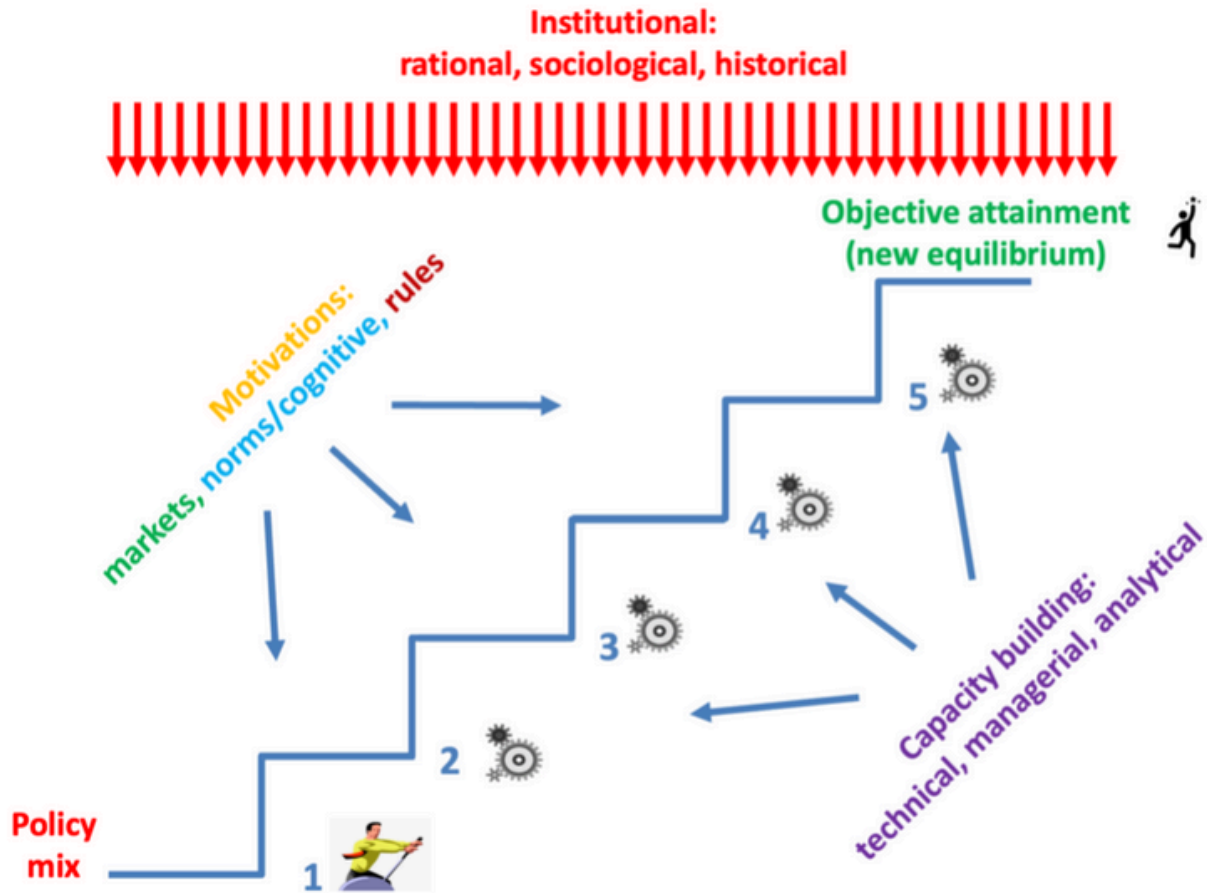 Institutional:
rational, sociological, historical
Objective attainment
(new equilibrium)
Motivations:
markets, norms/cognitive, rules
5
4
3
2
1
Capacity building:
technical, managerial, analytical
Policy
mix